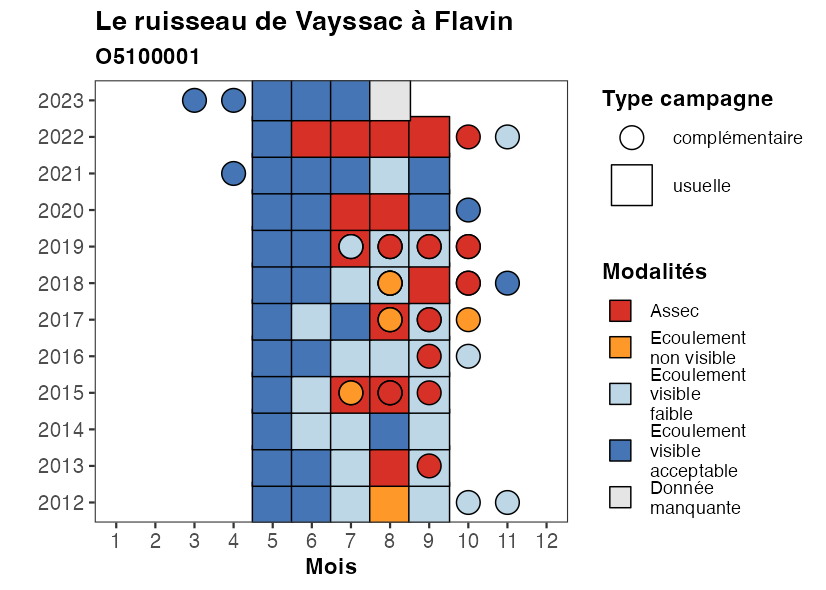 Le ruisseau de Vayssac à Flavin
O5100001
2023
2022
2021
2020
2019
2018
2017
2016
2015
2014
2013
2012
1 2 3 4 5 6 7 8 9 10 11 12
Mois
Type campagne
complémentaire
usuelle
Modalités
Assec
Ecoulement
non visible
Ecoulement
visible
faible
Ecoulement
visible
acceptable
Donnée
manquante